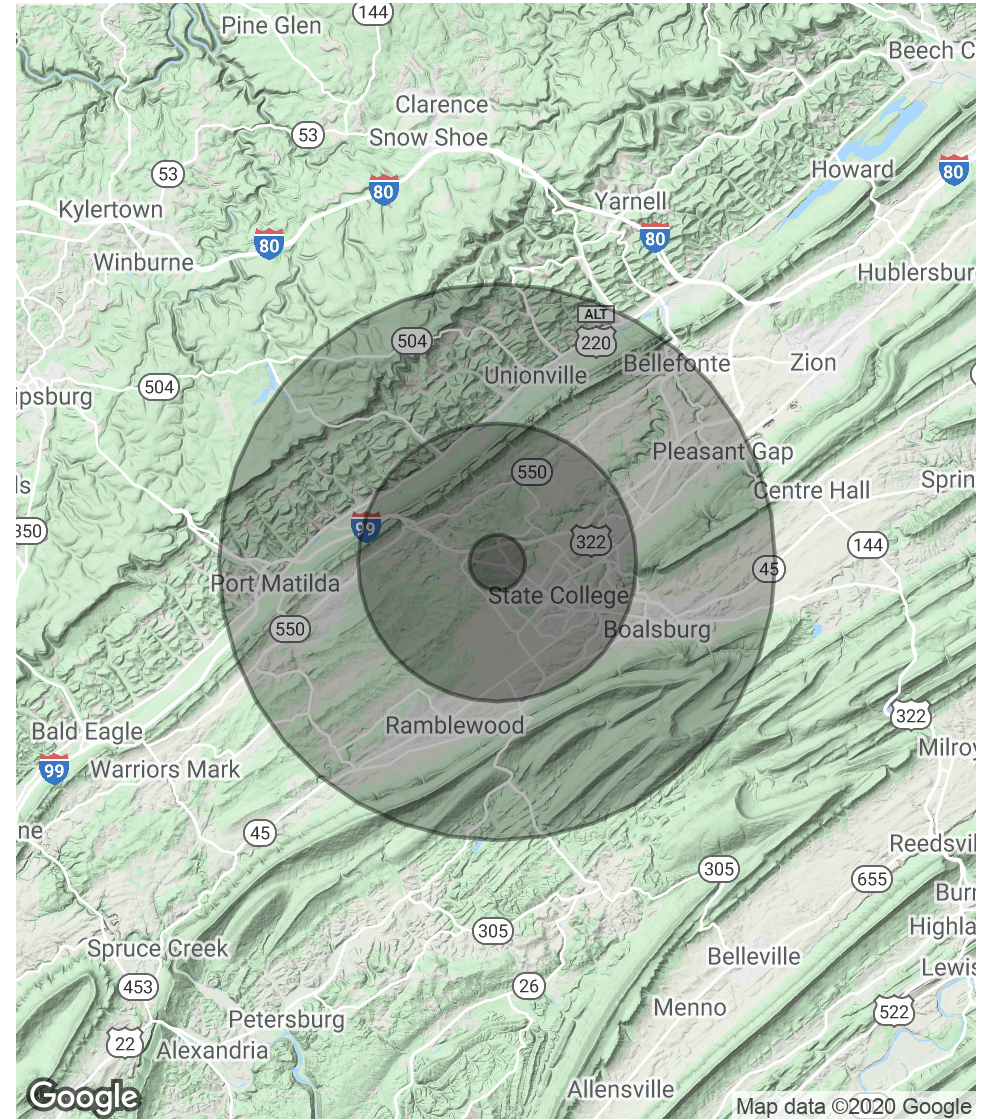 144
Pine Glen
Beech C
Clarence
53
Snow Shoe
53
Howard
80
80
Kylertown
Yarnell
80
80
Winburne
Hublersbur
ALT
220
504
Bellefonte
Zion
Unionville
504
ipsburg
Pleasant Gap
550
Centre Hall
Sprin
ls
99
350
322
144
45
Port Matilda
State College
550
Boalsburg
322
Ramblewood
Bald Eagle
Milroy
99
Warriors Mark
ne
45
Reedsvil
305
655
Burn
Highla
305
Spruce Creek
Belleville
Lewis
453
26
Menno
522
Petersburg
22
Alexandria
Allensville
Google
Map data ©2020 Google